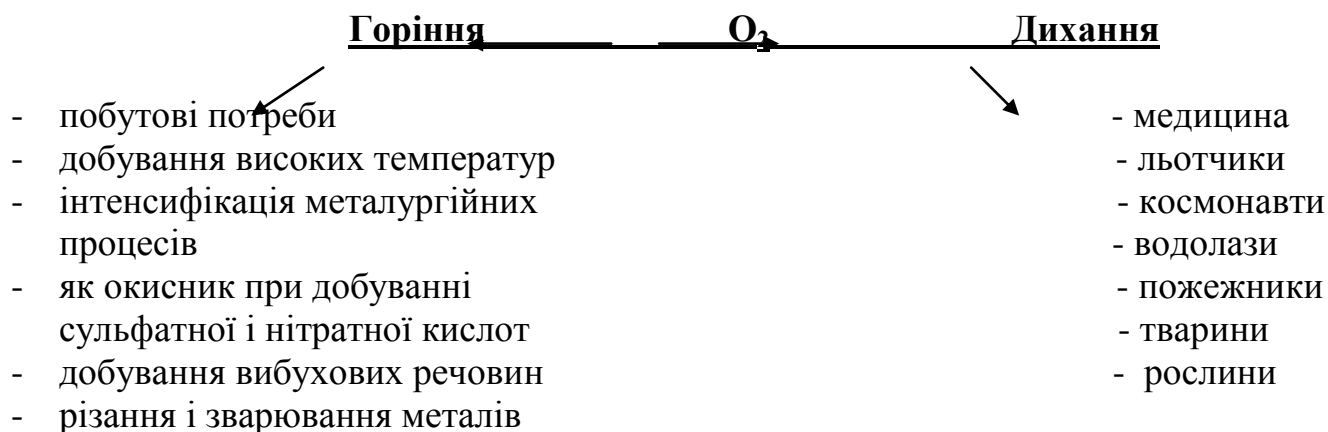 Горіння O₂ Дихання
- побутові потреби - медицина
- добування високих температур - льотчики
- інтенсифікація металургійних - космонавти
процесів - водолази
- як окисник при добуванні - пожежники
сульфатної і нітратної кислот - тварини
- добування вибухових речовин - рослини
- різання і зварювання металів